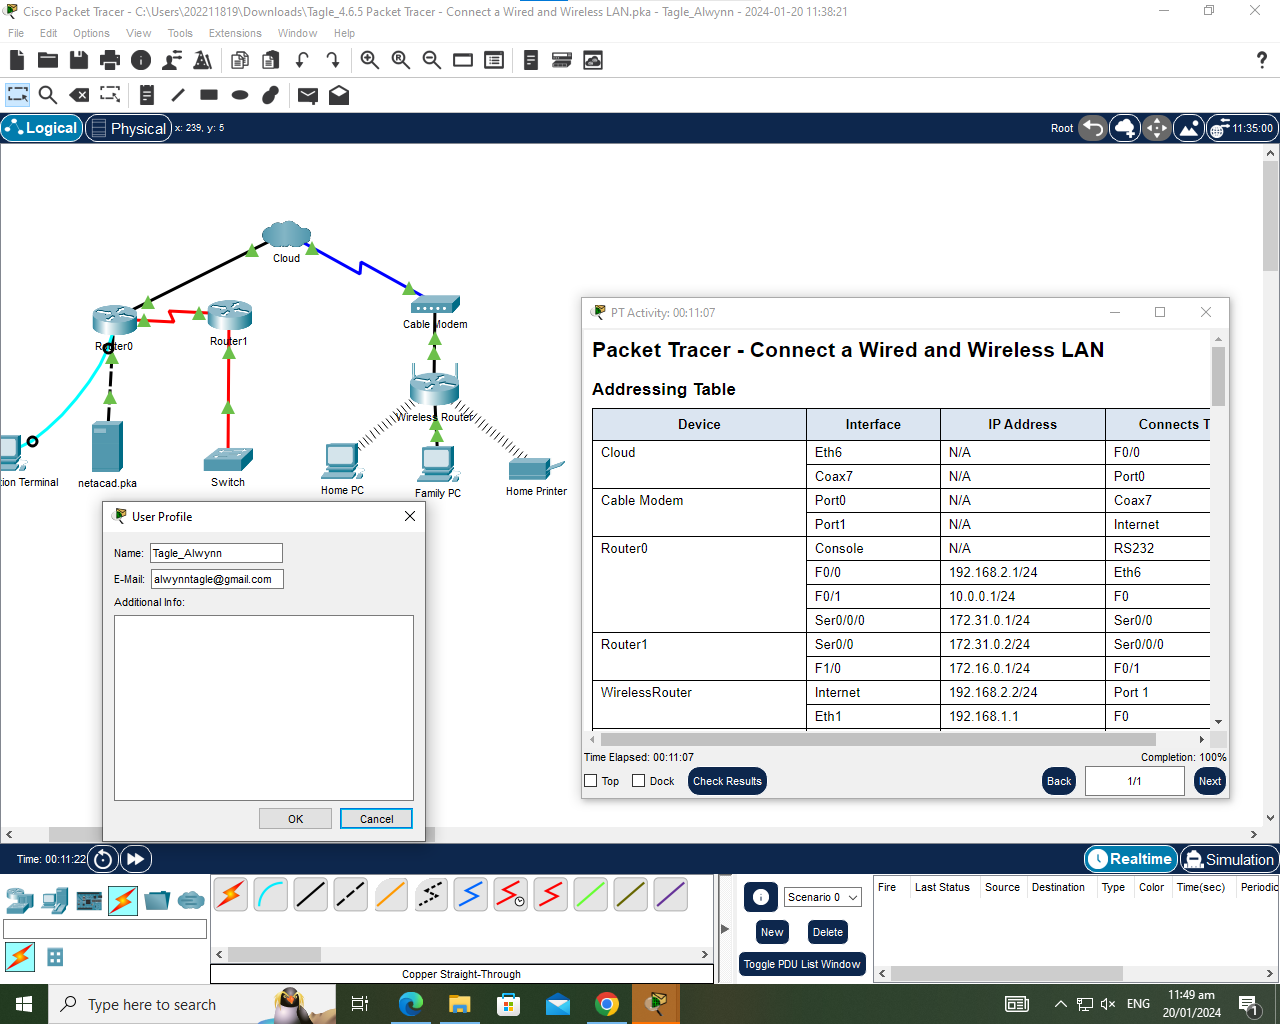 Cisco Packet Tracer - C:\Users\202211819\Downloads\Tagle_4.6.5 Packet Tracer - Connect a Wired and Wireless LAN.pka - Tagle_Alwynn - 2024-01-20 11:38:21
File Edit Options View Tools Extensions Window Help
Logical Physical x: 239, y: 5 Root 11:35:00
Cloud
Cable Modem
Router0
Router1
Wireless Router
tion Terminal
netacad.pka
Switch
Home PC
Family PC
Home Printer
User Profile
Name: Tagle_Alwynn
E-Mail: alwynntagle@gmail.com
Additional Info:
OK Cancel
PT Activity: 00:11:07
Packet Tracer - Connect a Wired and Wireless LAN
Addressing Table
Device Interface IP Address Connects T
Cloud Eth6 N/A F0/0
Coax7 N/A Port0
Cable Modem Port0 N/A Coax7
Port1 N/A Internet
Router0 Console N/A RS232
F0/0 192.168.2.1/24 Eth6
F0/1 10.0.0.1/24 F0
Ser0/0/0 172.31.0.1/24 Ser0/0
Router1 Ser0/0 172.31.0.2/24 Ser0/0/0
F1/0 172.16.0.1/24 F0/1
WirelessRouter Internet 192.168.2.2/24 Port 1
Eth1 192.168.1.1 F0
Time Elapsed: 00:11:07 Completion: 100%
Top Dock Check Results Back 1/1 Next
Time: 00:11:22 Realtime Simulation
Scenario 0
New Delete
Toggle PDU List Window
Fire Last Status Source Destination Type Color Time(sec) Periodic
Copper Straight-Through
Type here to search
ENG
11:49 am
20/01/2024
1